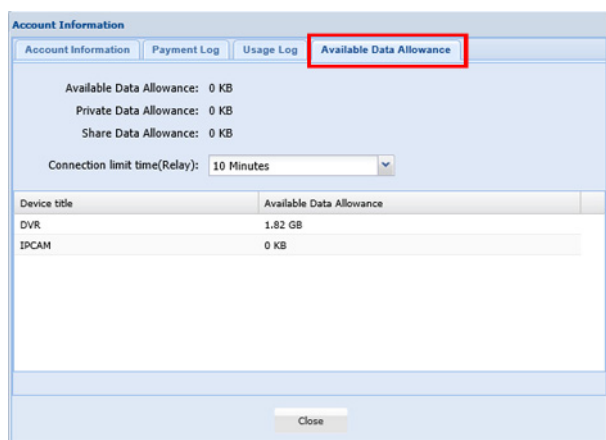 Account Information
Account Information Payment Log Usage Log Available Data Allowance
Available Data Allowance: 0 KB
Private Data Allowance: 0 KB
Share Data Allowance: 0 KB
Connection limit time(Relay): 10 Minutes
Device title Available Data Allowance
DVR 1.82 GB
IPCAM 0 KB
Close